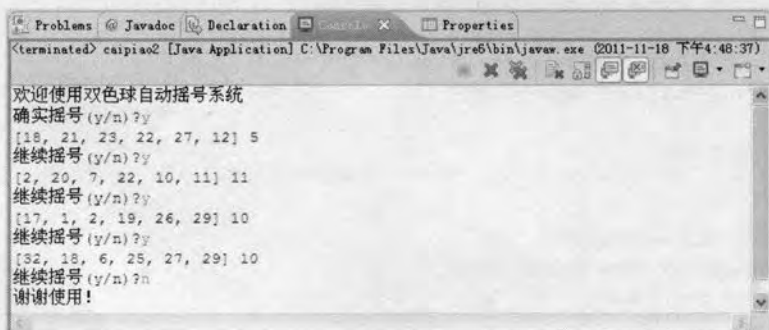 Problems @ Javadoc Declaration Console Properties
<terminated> caipiao2 [Java Application] C:\Program Files\Java\jre6\bin\javaw.exe (2011-11-18 下午4:48:37)
欢迎使用双色球自动摇号系统
确实摇号(y/n)?y
[18, 21, 23, 22, 27, 12] 5
继续摇号(y/n)?y
[2, 20, 7, 22, 10, 11] 11
继续摇号(y/n)?y
[17, 1, 2, 19, 26, 29] 10
继续摇号(y/n)?y
[32, 18, 6, 25, 27, 29] 10
继续摇号(y/n)?n
谢谢使用!